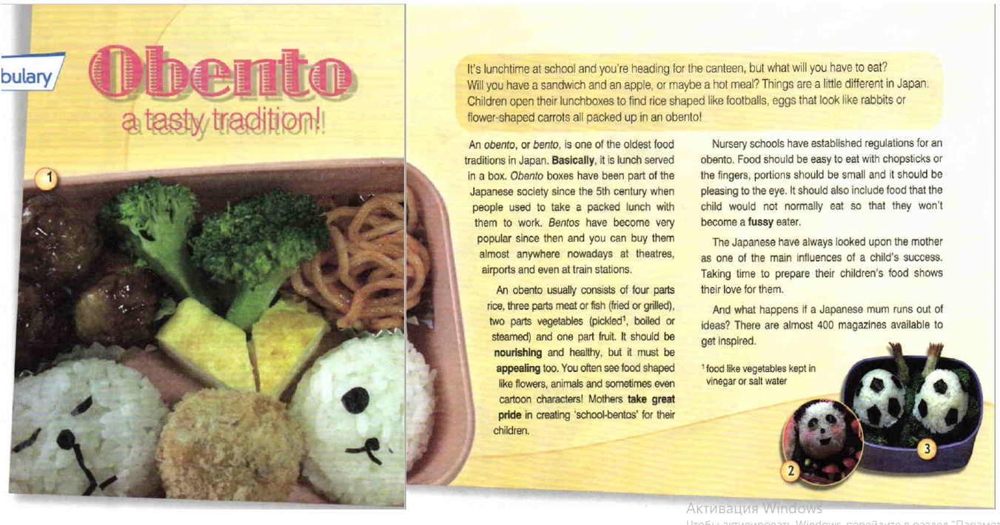 bulary
Obento
a tasty tradition!
1
It's lunchtime at school and you're heading for the canteen, but what will you have to eat?
Will you have a sandwich and an apple, or maybe a hot meal? Things are a little different in Japan.
Children open their lunchboxes to find rice shaped like footballs, eggs that look like rabbits or
flower-shaped carrots all packed up in an obento!
An obento, or bento, is one of the oldest food
traditions in Japan. Basically, it is lunch served
in a box. Obento boxes have been part of the
Japanese society since the 5th century when
people used to take a packed lunch with
them to work. Bentos have become very
popular since then and you can buy them
almost anywhere nowadays at theatres,
airports and even at train stations.
An obento usually consists of four parts
rice, three parts meat or fish (fried or grilled),
two parts vegetables (pickled¹, boiled or
steamed) and one part fruit. It should be
nourishing and healthy, but it must be
appealing too. You often see food shaped
like flowers, animals and sometimes even
cartoon characters! Mothers take great
pride in creating 'school-bentos' for their
children.
Nursery schools have established regulations for an
obento. Food should be easy to eat with chopsticks or
the fingers, portions should be small and it should be
pleasing to the eye. It should also include food that the
child would not normally eat so that they won't
become a fussy eater.
The Japanese have always looked upon the mother
as one of the main influences of a child's success.
Taking time to prepare their children's food shows
their love for them.
And what happens if a Japanese mum runs out of
ideas? There are almost 400 magazines available to
get inspired.
¹ food like vegetables kept in
vinegar or salt water
2
3
Активация Windows